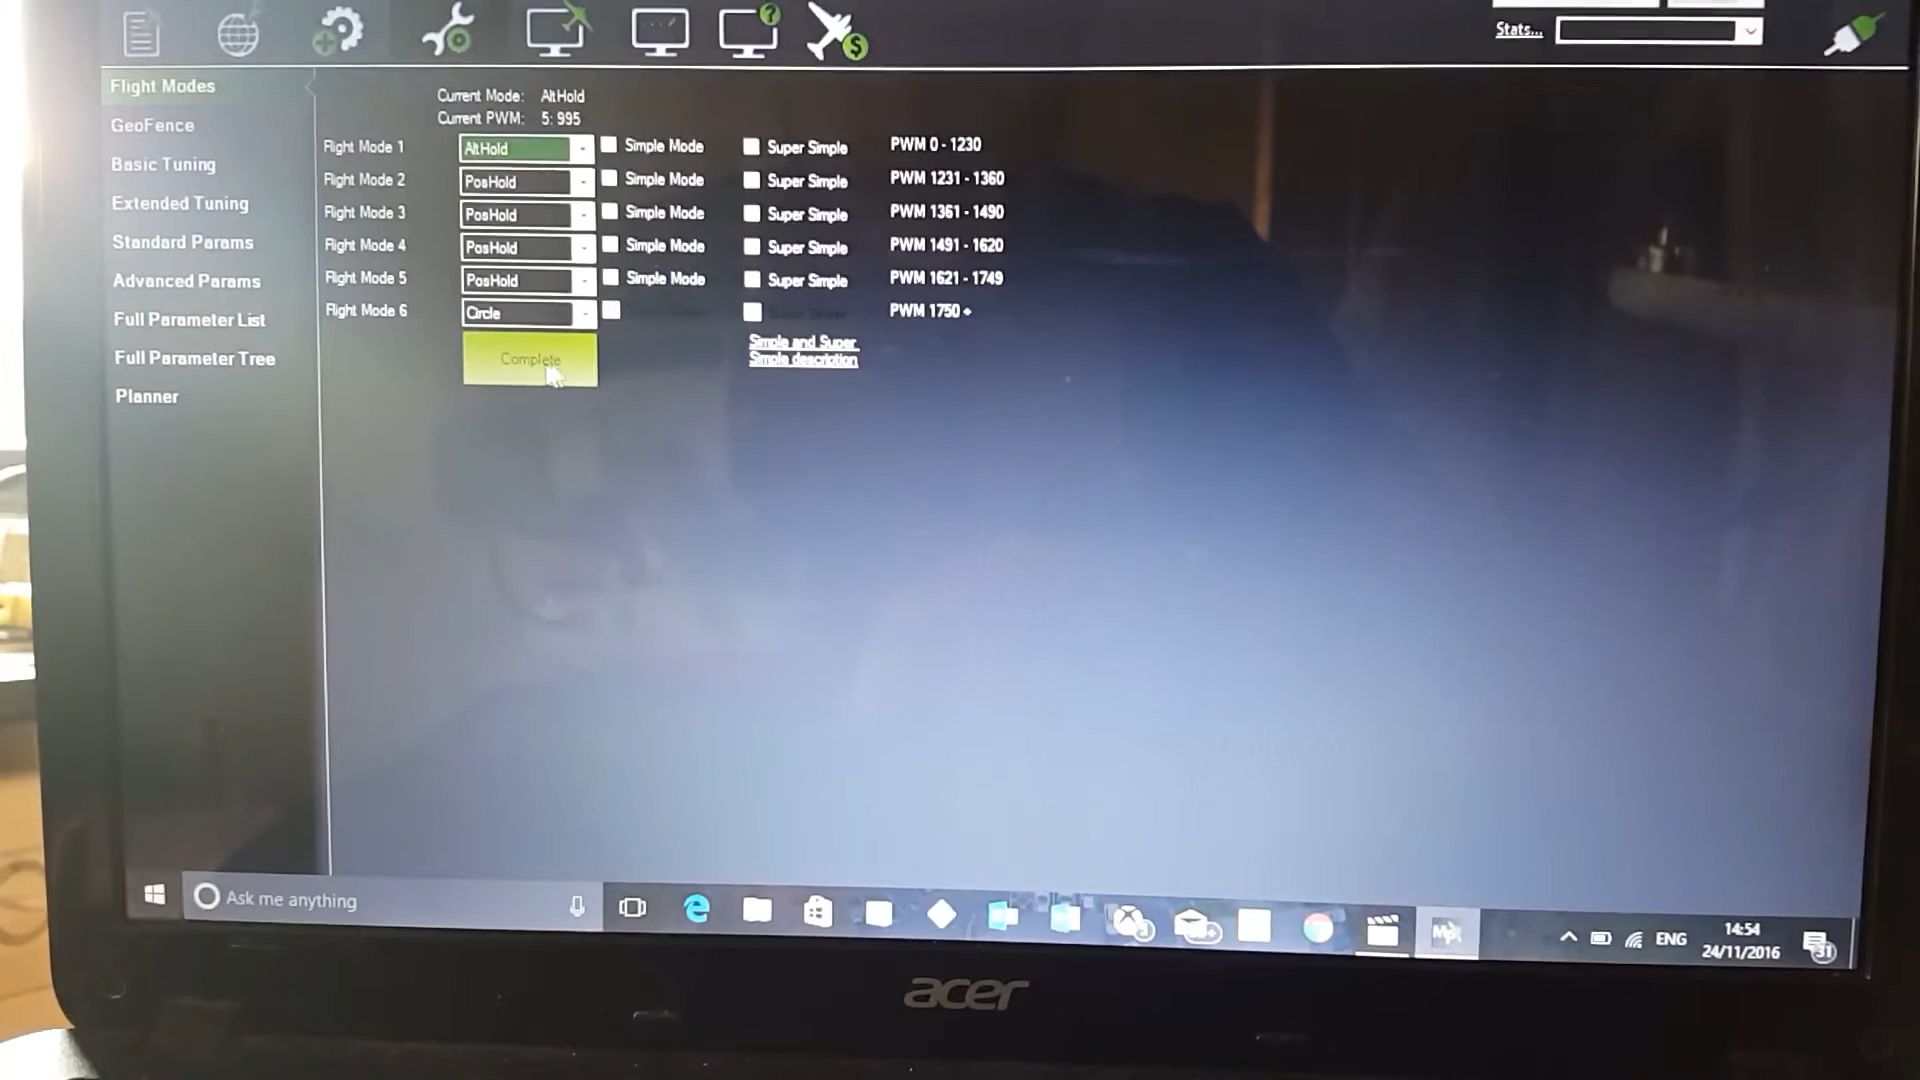 Stats...
Flight Modes
GeoFence
Basic Tuning
Extended Tuning
Standard Params
Advanced Params
Full Parameter List
Full Parameter Tree
Planner
Current Mode: AltHold
Current PWM: 5: 995
Flight Mode 1 AltHold Simple Mode Super Simple PWM 0 - 1230
Flight Mode 2 PosHold Simple Mode Super Simple PWM 1231 - 1360
Flight Mode 3 PosHold Simple Mode Super Simple PWM 1361 - 1490
Flight Mode 4 PosHold Simple Mode Super Simple PWM 1491 - 1620
Flight Mode 5 PosHold Simple Mode Super Simple PWM 1621 - 1749
Flight Mode 6 Circle PWM 1750 +
Complete
Simple and Super
Simple description
Ask me anything
ENG
14:54
24/11/2016
31
acer